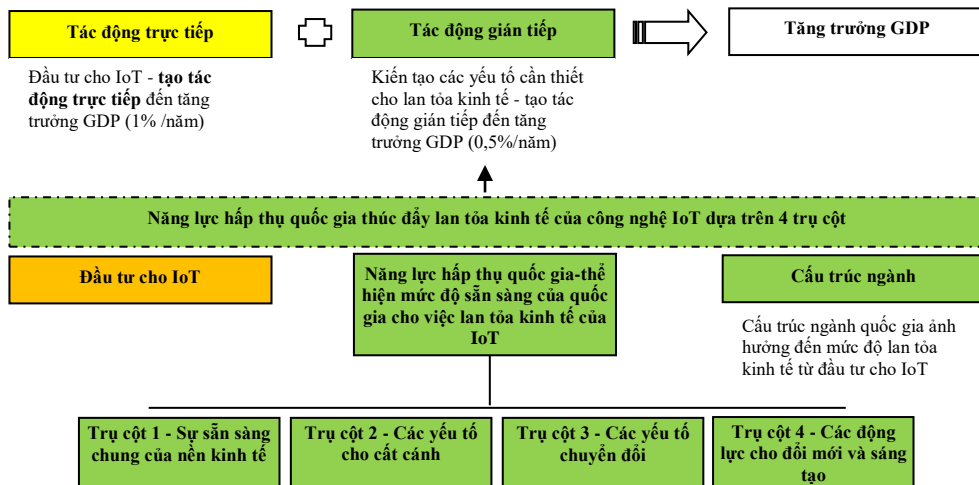 Tác động trực tiếp
Tác động gián tiếp
Tăng trưởng GDP
Đầu tư cho IoT - tạo tác
động trực tiếp đến tăng
trưởng GDP (1% /năm)
Kiến tạo các yếu tố cần thiết
cho lan tỏa kinh tế - tạo tác
động gián tiếp đến tăng
trưởng GDP (0,5%/năm)
Năng lực hấp thụ quốc gia thúc đẩy lan tỏa kinh tế của công nghệ IoT dựa trên 4 trụ cột
Đầu tư cho IoT
Năng lực hấp thụ quốc gia-thể
hiện mức độ sẵn sàng của quốc
gia cho việc lan tỏa kinh tế của
IoT
Cấu trúc ngành
Cấu trúc ngành quốc gia ảnh
hưởng đến mức độ lan tỏa
kinh tế từ đầu tư cho IoT
Trụ cột 1 - Sự sẵn sàng
chung của nền kinh tế
Trụ cột 2 - Các yếu tố
cho cất cánh
Trụ cột 3 - Các yếu tố
chuyển đổi
Trụ cột 4 - Các động
lực cho đổi mới và sáng
tạo